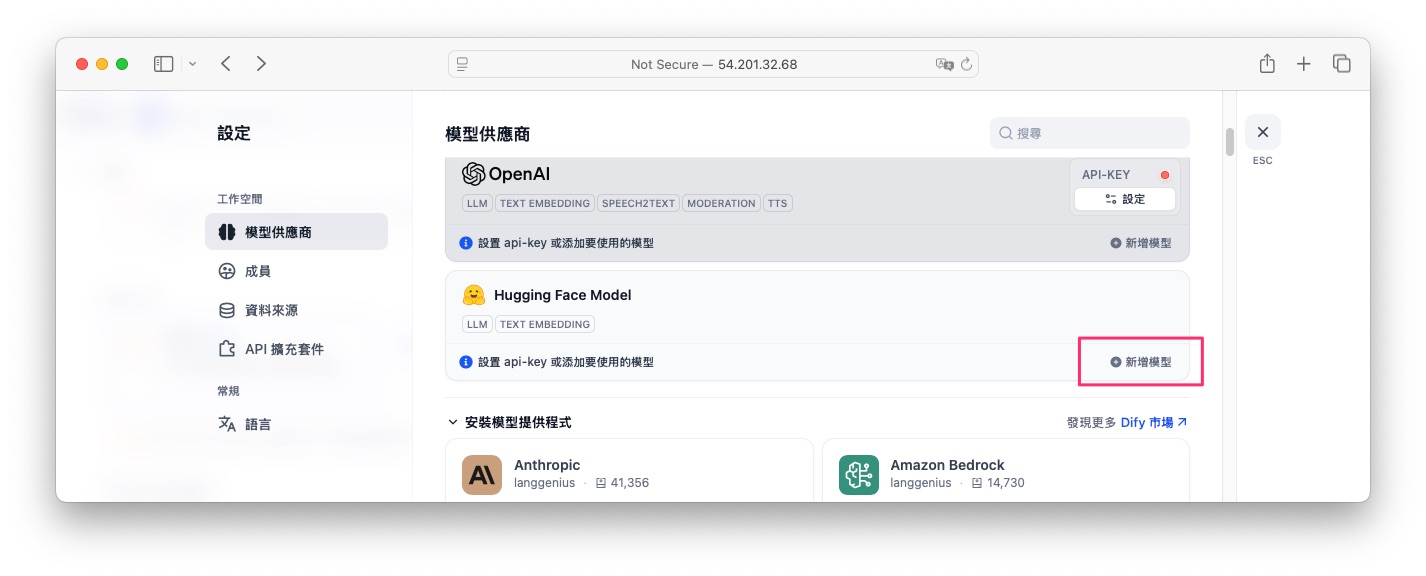 Not Secure — 54.201.32.68
設定
工作空間
模型供應商
成員
資料來源
API 擴充套件
常規
語言
模型供應商
搜尋
ESC
OpenAI
LLM TEXT EMBEDDING SPEECH2TEXT MODERATION TTS
API-KEY
設定
設置 api-key 或添加要使用的模型
新增模型
Hugging Face Model
LLM TEXT EMBEDDING
設置 api-key 或添加要使用的模型
新增模型
安裝模型提供程式
發現更多 Dify 市場
Anthropic
langgenius · 41,356
Amazon Bedrock
langgenius · 14,730